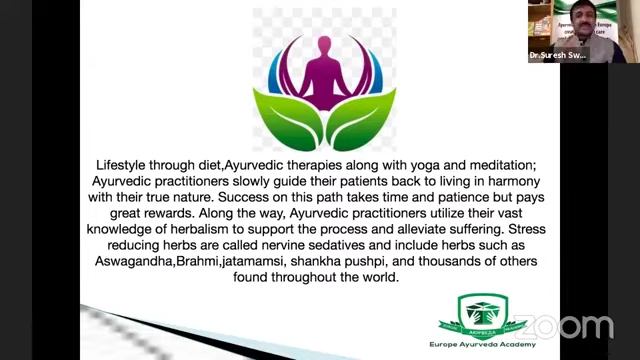 Dr.Suresh Sw...
Lifestyle through diet,Ayurvedic therapies along with yoga and meditation;
Ayurvedic practitioners slowly guide their patients back to living in harmony
with their true nature. Success on this path takes time and patience but pays
great rewards. Along the way, Ayurvedic practitioners utilize their vast
knowledge of herbalism to support the process and alleviate suffering. Stress
reducing herbs are called nervine sedatives and include herbs such as
Aswagandha,Brahmi,jatamamsi, shankha pushpi, and thousands of others
found throughout the world.
AYURVEDA
Europe Ayurveda Academy
zoom